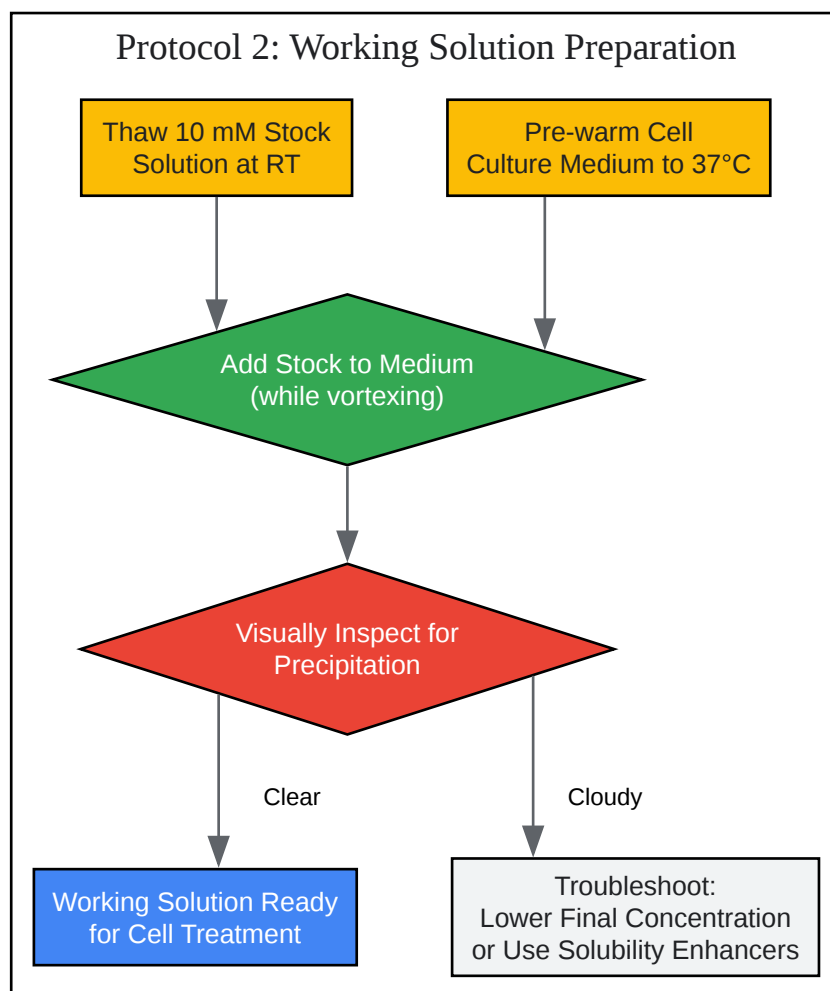 Protocol 2: Working Solution Preparation
Thaw 10 mM Stock
Solution at RT
Pre-warm Cell
Culture Medium to 37°C
Add Stock to Medium
(while vortexing)
Visually Inspect for
Precipitation
Clear
Cloudy
Working Solution Ready
for Cell Treatment
Troubleshoot:
Lower Final Concentration
or Use Solubility Enhancers